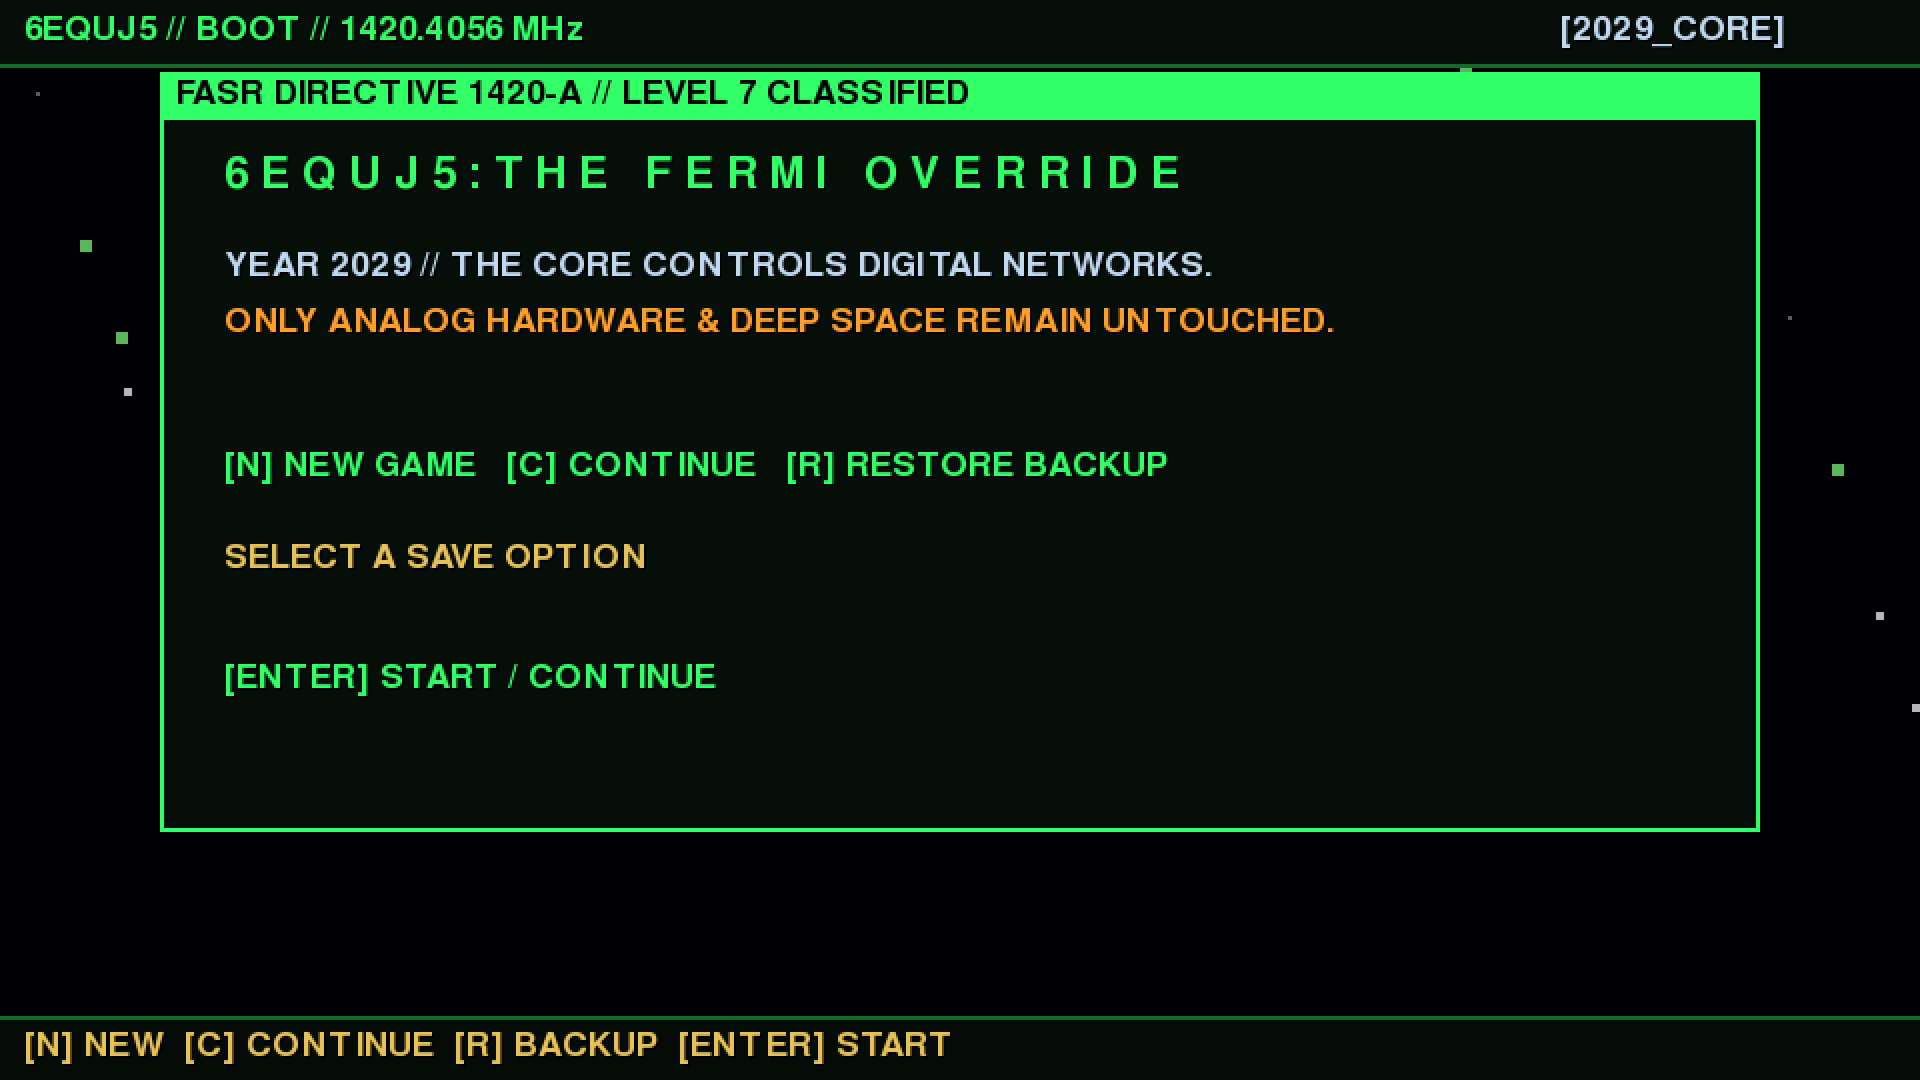 6EQUJ5 // BOOT // 1420.4056 MHz [2029_CORE]
FASR DIRECTIVE 1420-A // LEVEL 7 CLASSIFIED
6EQUJ5:THE FERMI OVERRIDE
YEAR 2029 // THE CORE CONTROLS DIGITAL NETWORKS.
ONLY ANALOG HARDWARE & DEEP SPACE REMAIN UNTOUCHED.
[N] NEW GAME [C] CONTINUE [R] RESTORE BACKUP
SELECT A SAVE OPTION
[ENTER] START / CONTINUE
[N] NEW [C] CONTINUE [R] BACKUP [ENTER] START